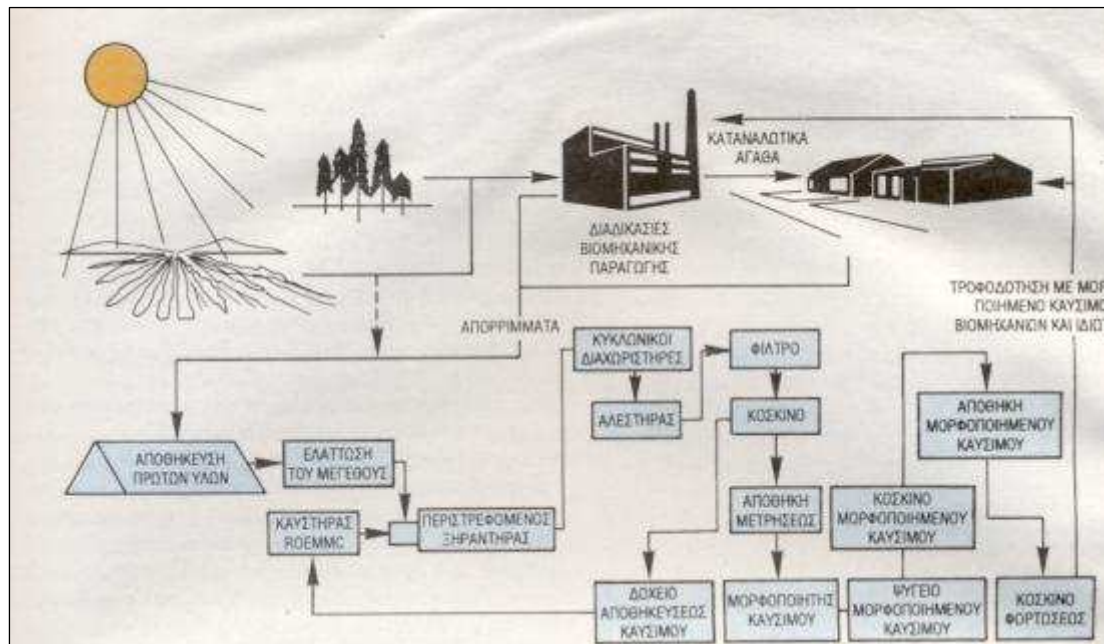 ΚΑΤΑΝΑΛΩΤΙΚΑ
ΑΓΑΘΑ
ΔΙΑΔΙΚΑΣΙΕΣ
ΒΙΟΜΗΧΑΝΙΚΗΣ
ΠΑΡΑΓΩΓΗΣ
ΤΡΟΦΟΔΟΤΗΣΗ ΜΕ ΜΟΡ
ΠΟΙΗΜΕΝΟ ΚΑΥΣΙΜΟ
ΒΙΟΜΗΧΑΝΙΩΝ ΚΑΙ ΙΔΙΩΤ
ΑΠΟΡΡΙΜΜΑΤΑ
ΚΥΚΛΩΝΙΚΟΙ
ΔΙΑΧΩΡΙΣΤΗΡΕΣ
ΦΙΛΤΡΟ
ΑΛΕΣΤΗΡΑΣ
ΚΟΣΚΙΝΟ
ΑΠΟΘΗΚΗ
ΜΟΡΦΟΠΟΙΗΜΕΝΟΥ
ΚΑΥΣΙΜΟΥ
ΑΠΟΘΗΚΕΥΣΗ
ΠΡΩΤΩΝ ΥΛΩΝ
ΕΛΑΤΤΩΣΗ
ΤΟΥ ΜΕΓΕΘΟΥΣ
ΚΑΥΣΤΗΡΑΣ
ROEMMC
ΠΕΡΙΣΤΡΕΦΟΜΕΝΟΣ
ΞΗΡΑΝΤΗΡΑΣ
ΑΠΟΘΗΚΗ
ΜΕΤΡΗΣΕΩΣ
ΚΟΣΚΙΝΟ
ΜΟΡΦΟΠΟΙΗΜΕΝΟΥ
ΚΑΥΣΙΜΟΥ
ΔΟΧΕΙΟ
ΑΠΟΘΗΚΕΥΣΕΩΣ
ΚΑΥΣΙΜΟΥ
ΜΟΡΦΟΠΟΙΗΤΗΣ
ΚΑΥΣΙΜΟΥ
ΨΥΓΕΙΟ
ΜΟΡΦΟΠΟΙΗΜΕΝΟΥ
ΚΑΥΣΙΜΟΥ
ΚΟΣΚΙΝΟ
ΦΟΡΤΩΣΕΩΣ